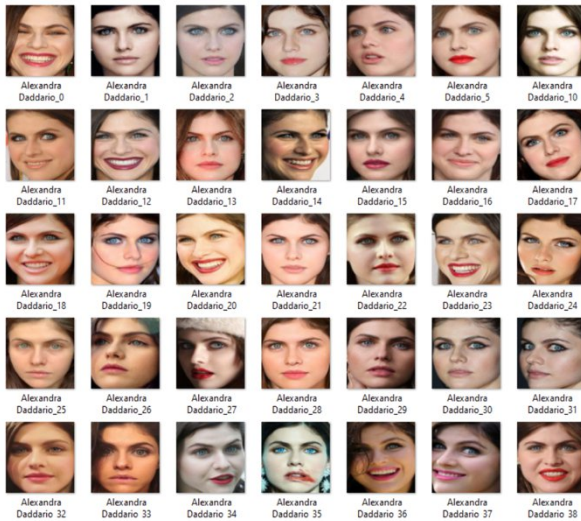 Alexandra
Daddario_0
Alexandra
Daddario_1
Alexandra
Daddario_2
Alexandra
Daddario_3
Alexandra
Daddario_4
Alexandra
Daddario_5
Alexandra
Daddario_10
Alexandra
Daddario_11
Alexandra
Daddario_12
Alexandra
Daddario_13
Alexandra
Daddario_14
Alexandra
Daddario_15
Alexandra
Daddario_16
Alexandra
Daddario_17
Alexandra
Daddario_18
Alexandra
Daddario_19
Alexandra
Daddario_20
Alexandra
Daddario_21
Alexandra
Daddario_22
Alexandra
Daddario_23
Alexandra
Daddario_24
Alexandra
Daddario_25
Alexandra
Daddario_26
Alexandra
Daddario_27
Alexandra
Daddario_28
Alexandra
Daddario_29
Alexandra
Daddario_30
Alexandra
Daddario_31
Alexandra
Daddario_32
Alexandra
Daddario_33
Alexandra
Daddario_34
Alexandra
Daddario_35
Alexandra
Daddario_36
Alexandra
Daddario_37
Alexandra
Daddario_38